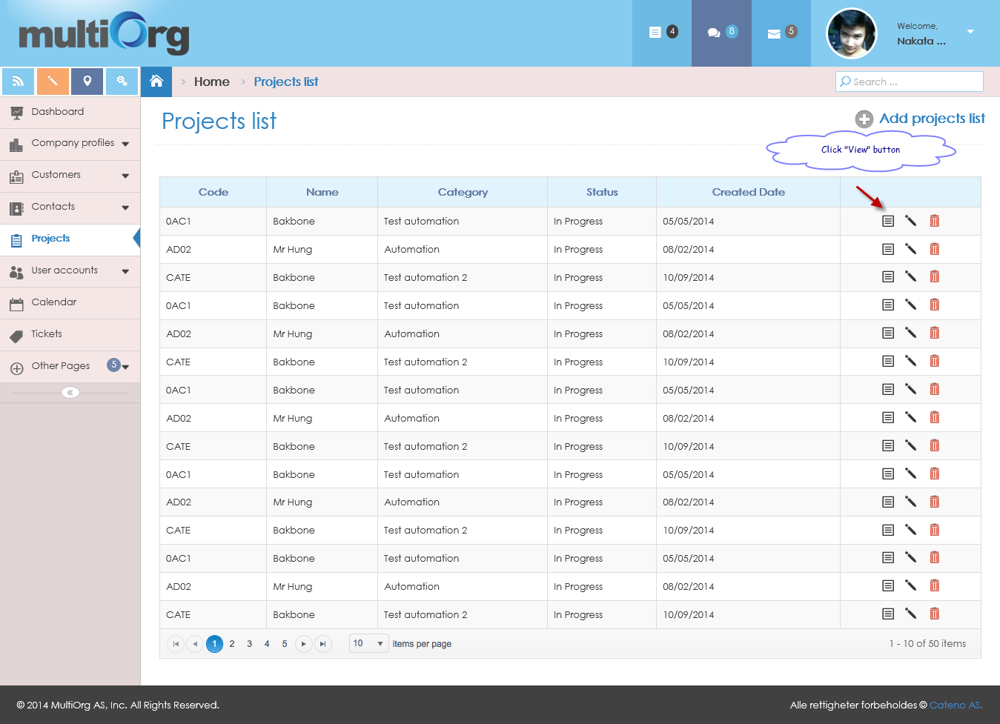 multiOrg
4
8
5
Welcome,
Nakata ...
Home
Projects list
Search ...
Dashboard
Company profiles
Customers
Contacts
Projects
User accounts
Calendar
Tickets
Other Pages 5
Projects list
Add projects list
Click "View" button
Code Name Category Status Created Date
0AC1 Bakbone Test automation In Progress 05/05/2014
AD02 Mr Hung Automation In Progress 08/02/2014
CATE Bakbone Test automation 2 In Progress 10/09/2014
0AC1 Bakbone Test automation In Progress 05/05/2014
AD02 Mr Hung Automation In Progress 08/02/2014
CATE Bakbone Test automation 2 In Progress 10/09/2014
0AC1 Bakbone Test automation In Progress 05/05/2014
AD02 Mr Hung Automation In Progress 08/02/2014
CATE Bakbone Test automation 2 In Progress 10/09/2014
0AC1 Bakbone Test automation In Progress 05/05/2014
AD02 Mr Hung Automation In Progress 08/02/2014
CATE Bakbone Test automation 2 In Progress 10/09/2014
0AC1 Bakbone Test automation In Progress 05/05/2014
AD02 Mr Hung Automation In Progress 08/02/2014
CATE Bakbone Test automation 2 In Progress 10/09/2014
1 2 3 4 5 10 items per page 1 - 10 of 50 items
© 2014 MultiOrg AS, Inc. All Rights Reserved. Alle rettigheter forbeholdes © Cateno AS.